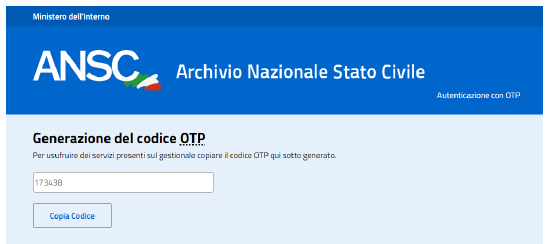 Ministero dell'Interno
ANSC
Archivio Nazionale Stato Civile
Autenticazione con OTP
Generazione del codice OTP
Per usufruire dei servizi presenti sul gestionale copiare il codice OTP qui sotto generato.
173438
Copia Codice